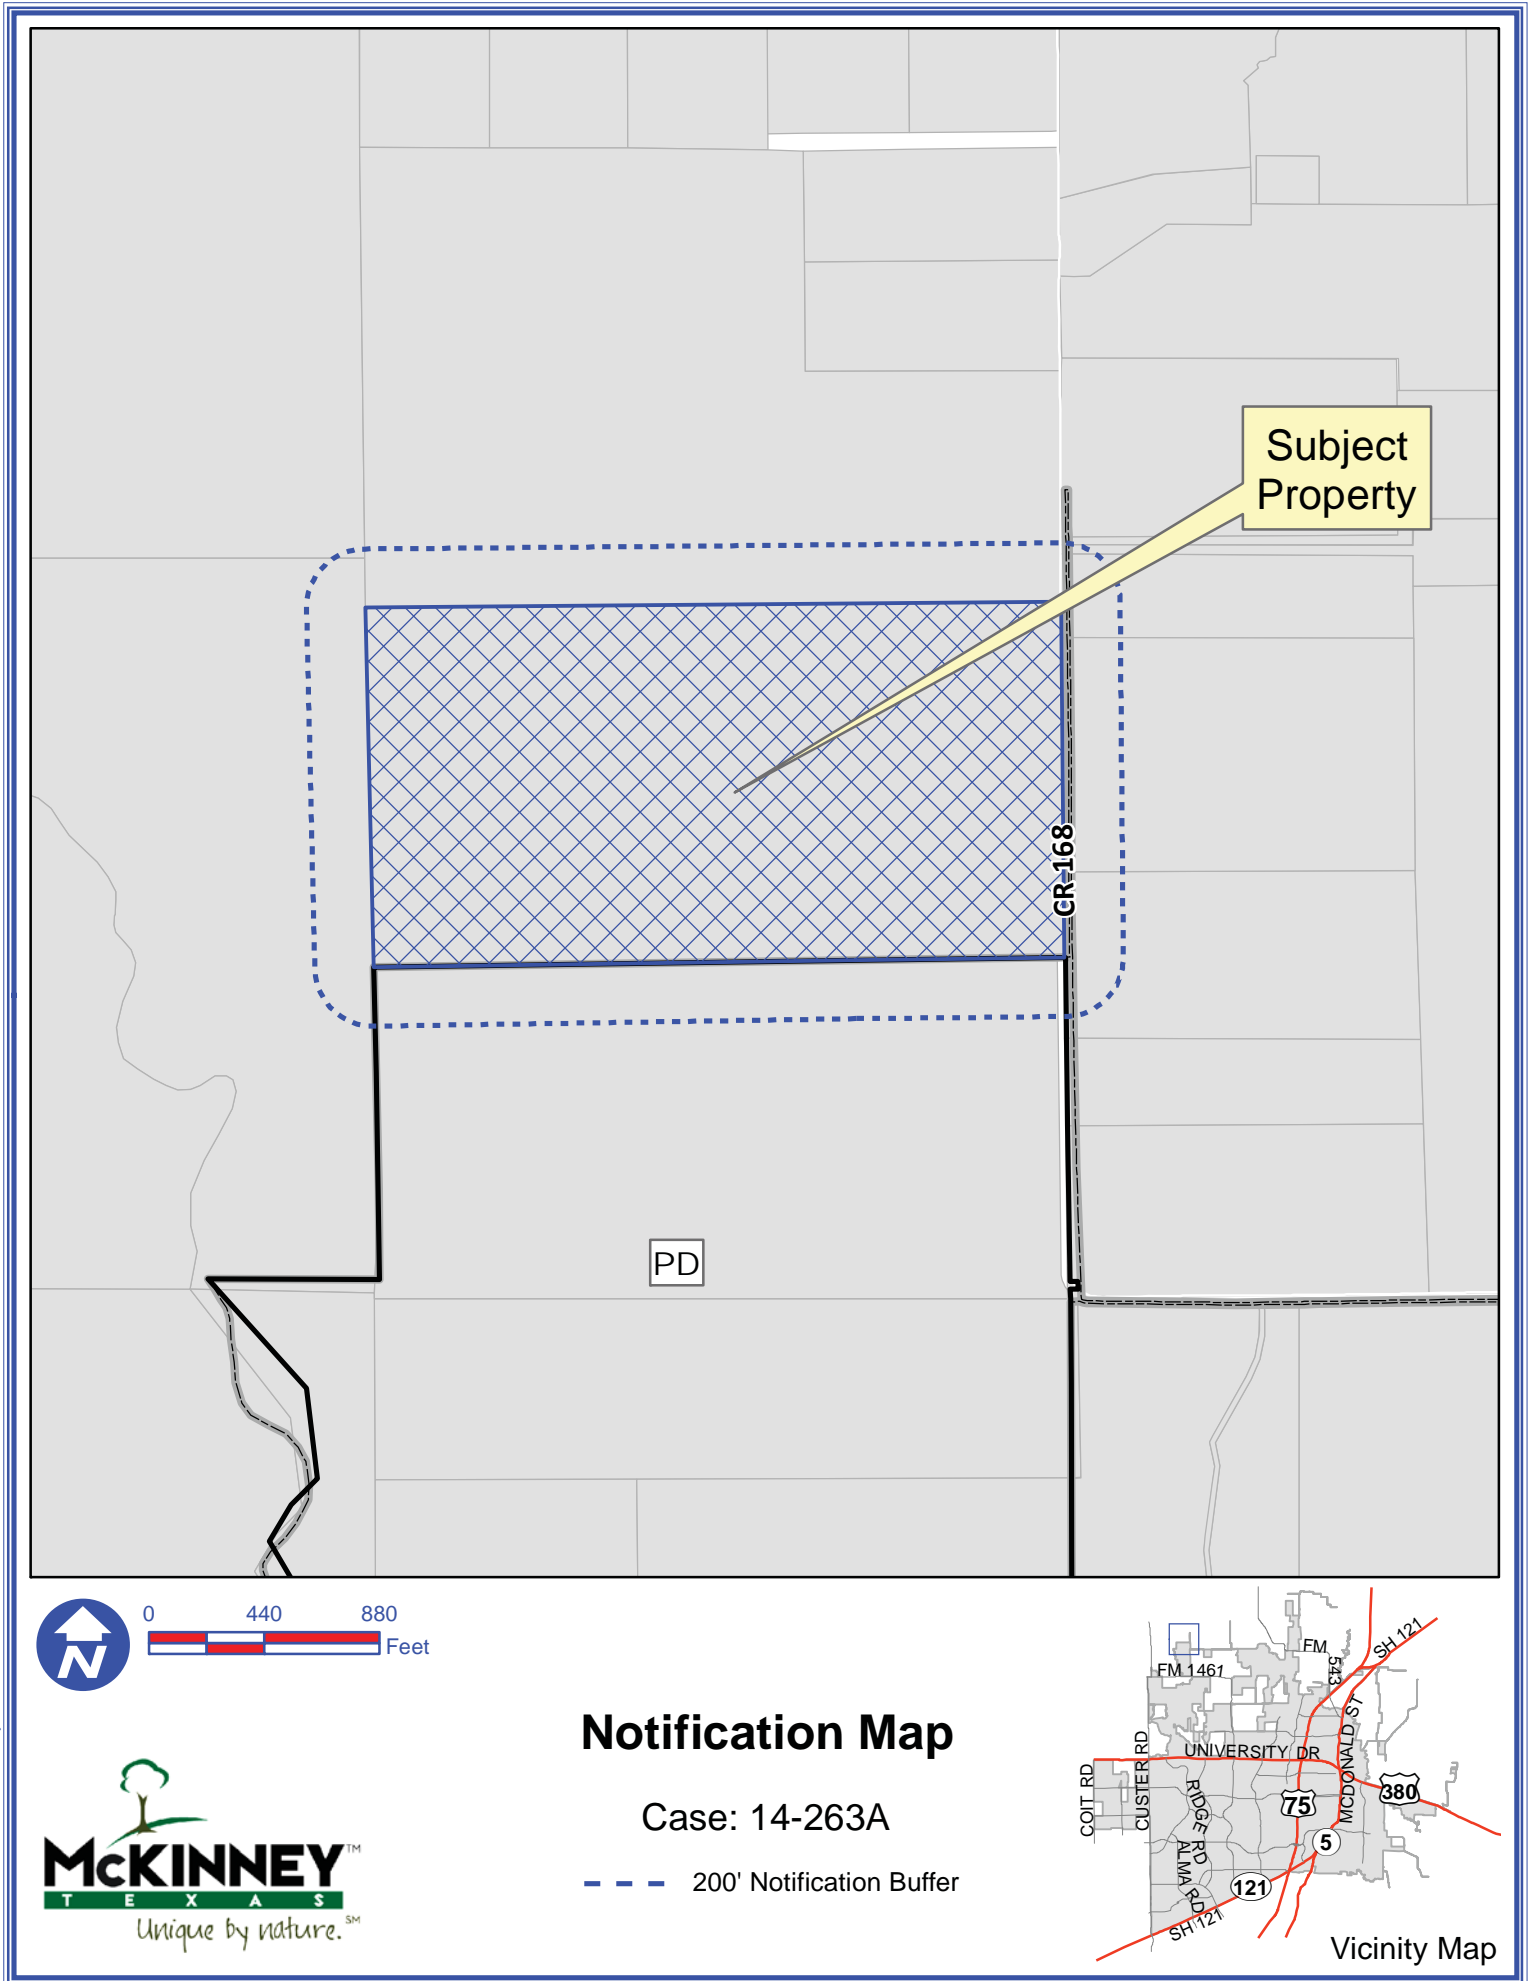 Subject
Property
CR 168
PD
N
0 440 880
Feet
Notification Map
Case: 14-263A
200' Notification Buffer
McKINNEY™
TEXAS
Unique by nature.℠
FM 1461
FM 543
SH 121
UNIVERSITY DR
MCDONALD ST
COIT RD
CUSTER RD
RIDGE RD
ALMA RD
75
380
5
121
SH 121
Vicinity Map